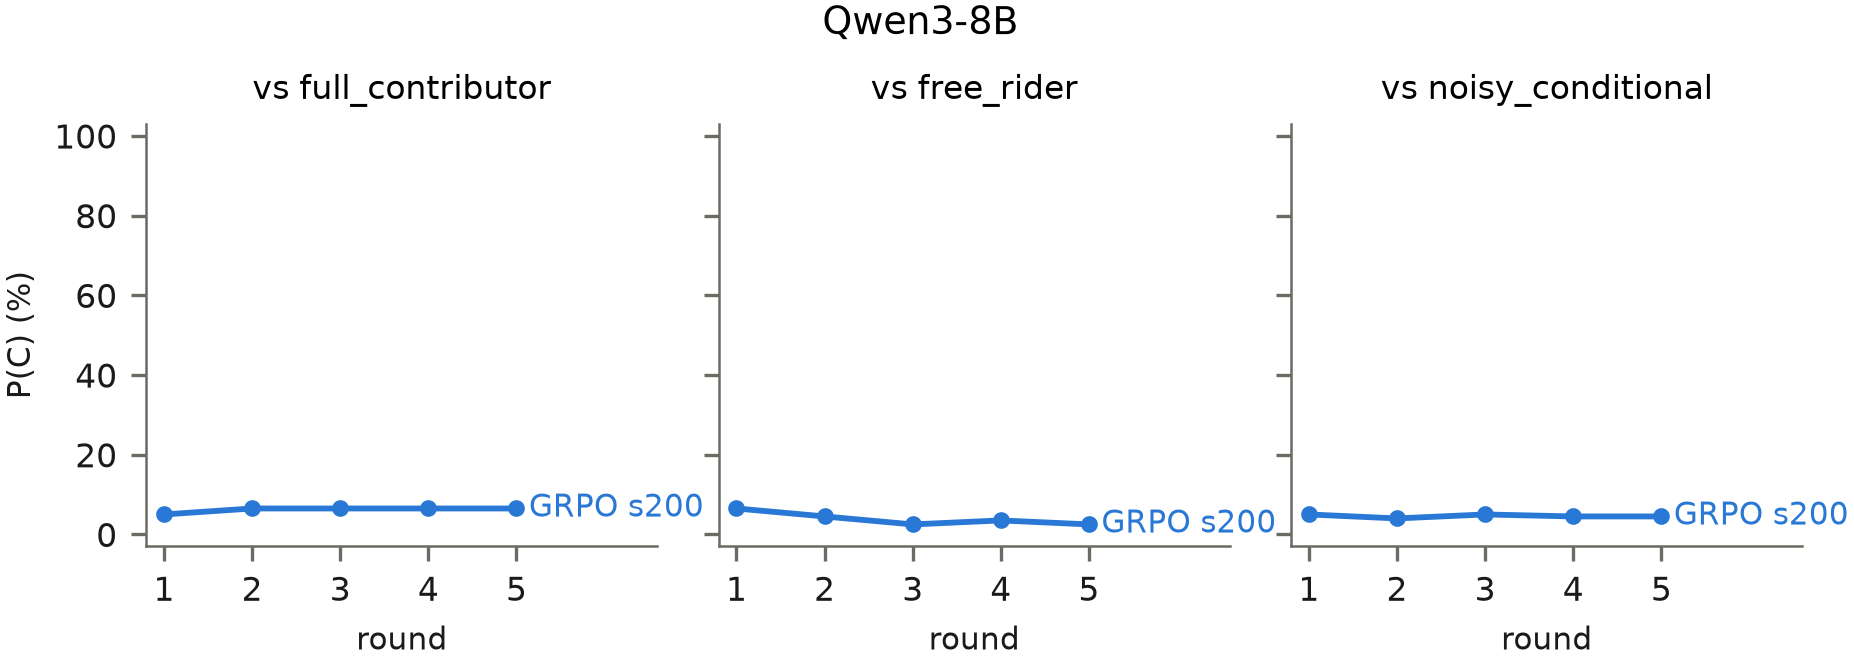 Qwen3-8B
vs full_contributor
vs free_rider
vs noisy_conditional
P(C) (%)
100
80
60
40
20
0
GRPO s200
GRPO s200
GRPO s200
1 2 3 4 5
1 2 3 4 5
1 2 3 4 5
round
round
round